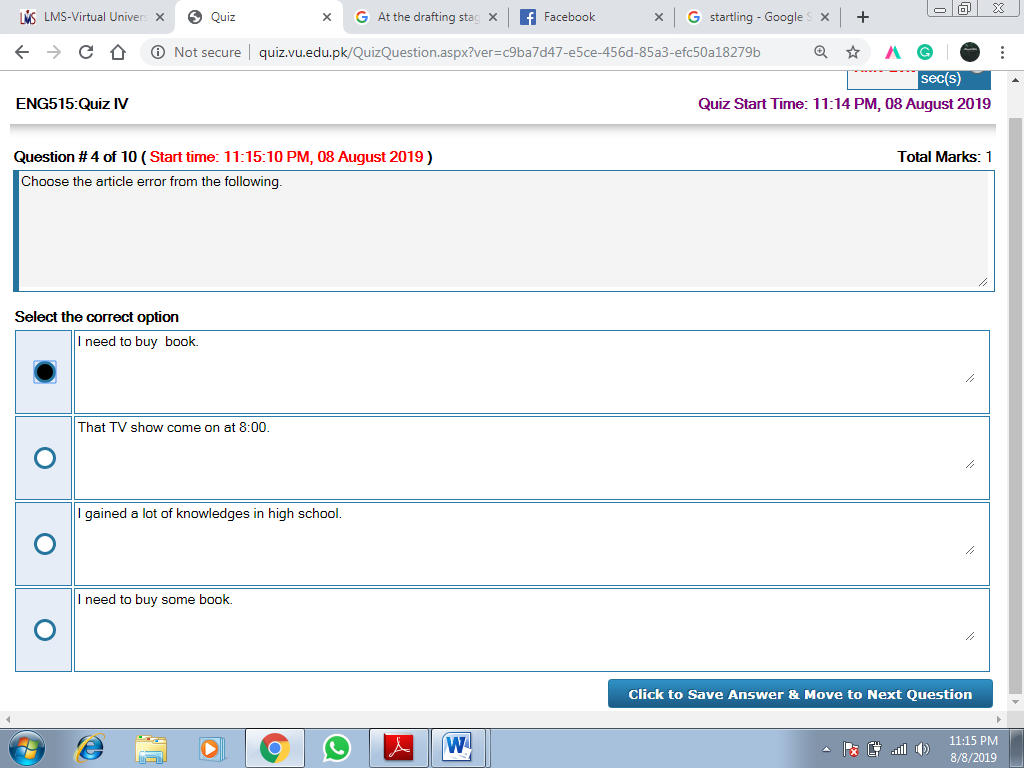 LMS-Virtual Univers
Quiz
At the drafting stag
Facebook
startling - Google S
Not secure
quiz.vu.edu.pk/QuizQuestion.aspx?ver=c9ba7d47-e5ce-456d-85a3-efc50a18279b
sec(s)
ENG515:Quiz IV
Quiz Start Time: 11:14 PM, 08 August 2019
Question # 4 of 10 ( Start time: 11:15:10 PM, 08 August 2019 )
Total Marks: 1
Choose the article error from the following.
Select the correct option
I need to buy  book.
That TV show come on at 8:00.
I gained a lot of knowledges in high school.
I need to buy some book.
Click to Save Answer & Move to Next Question
11:15 PM
8/8/2019